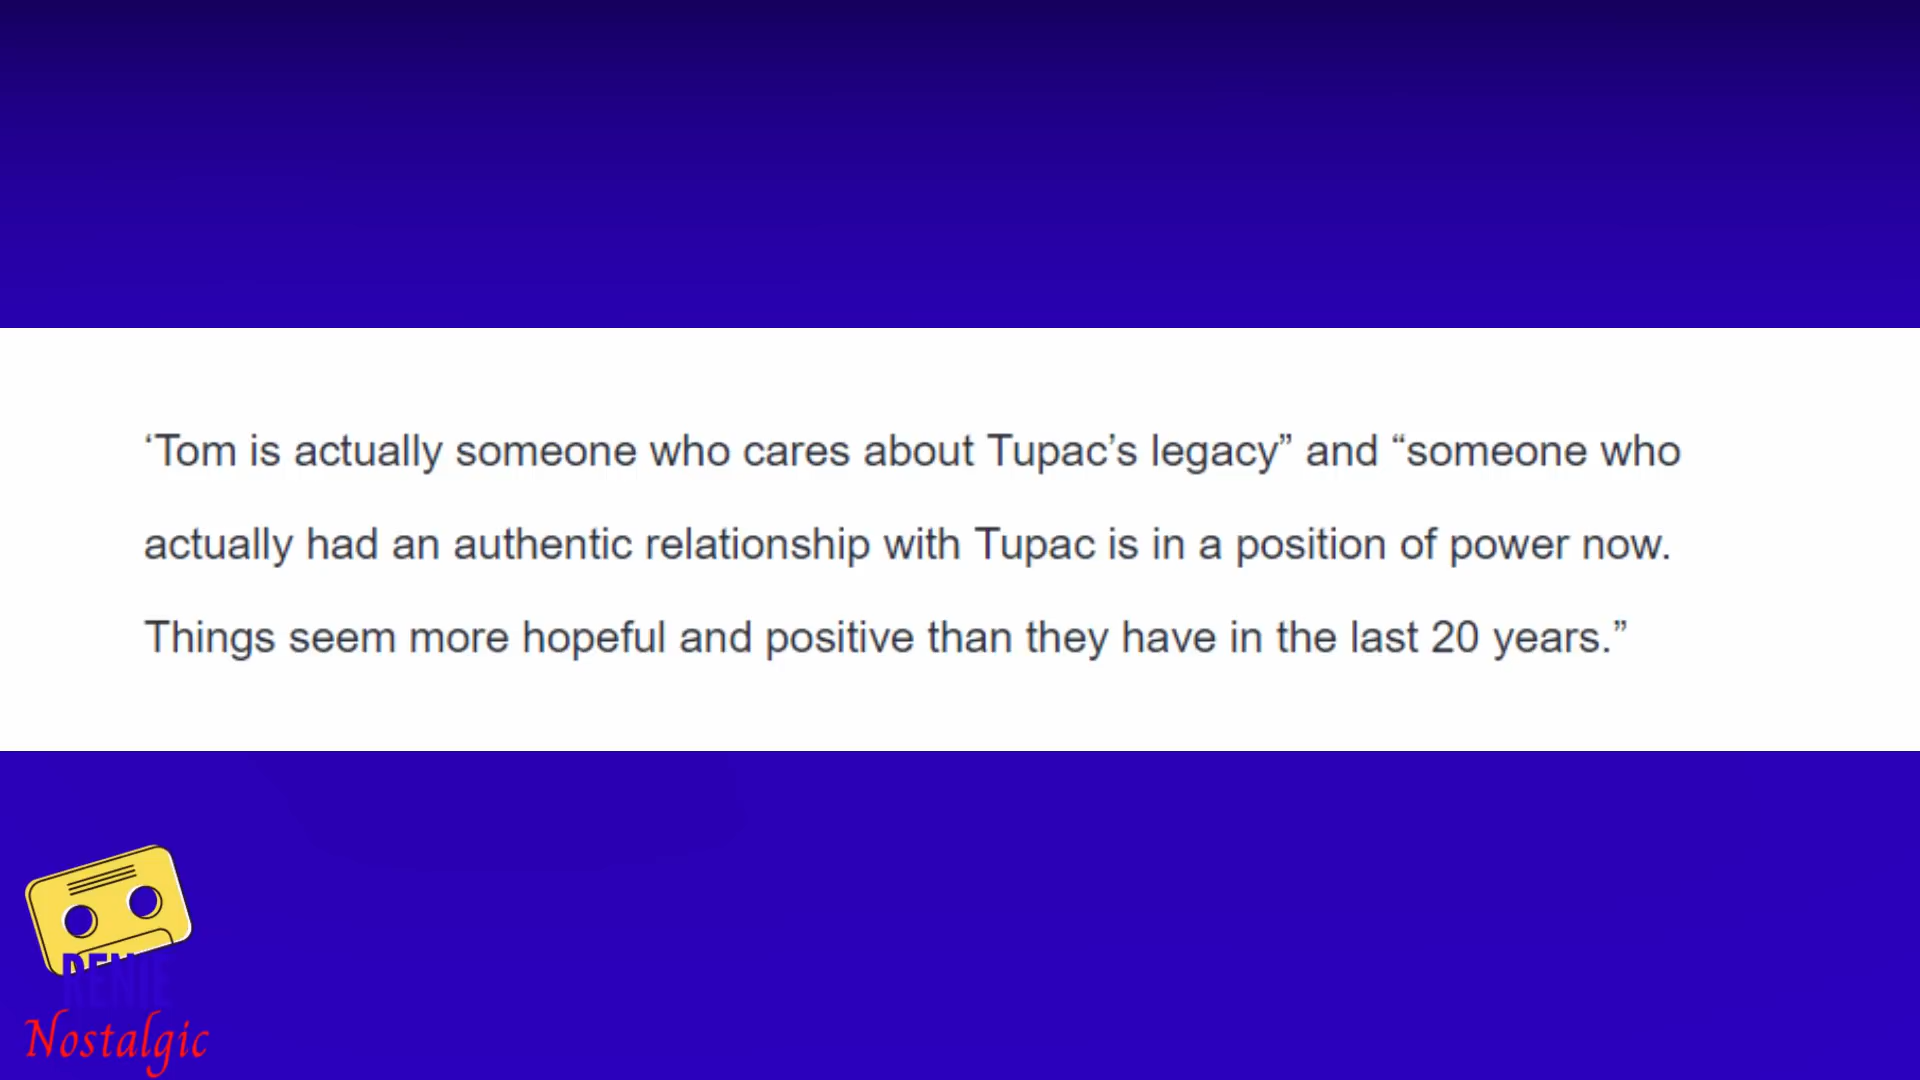 ‘Tom is actually someone who cares about Tupac’s legacy” and “someone who
actually had an authentic relationship with Tupac is in a position of power now.
Things seem more hopeful and positive than they have in the last 20 years.”
RENIE
Nostalgic